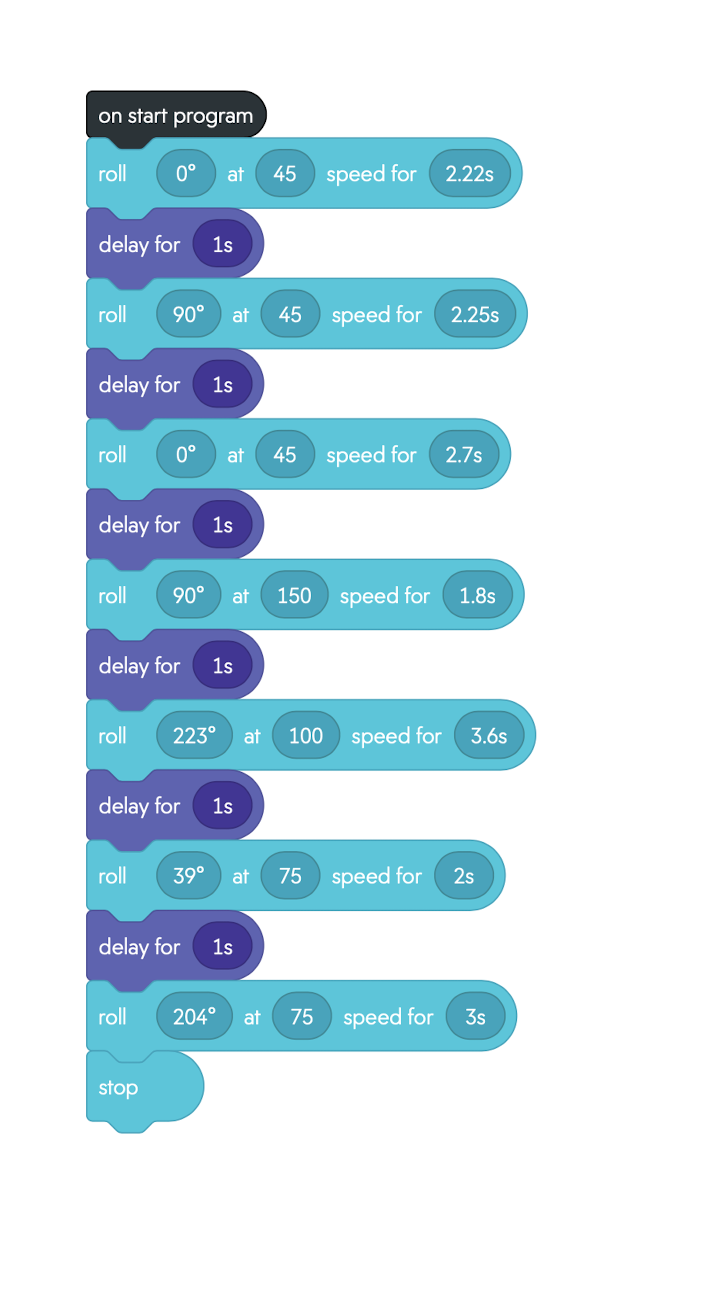 on start program
roll 0° at 45 speed for 2.22s
delay for 1s
roll 90° at 45 speed for 2.25s
delay for 1s
roll 0° at 45 speed for 2.7s
delay for 1s
roll 90° at 150 speed for 1.8s
delay for 1s
roll 223° at 100 speed for 3.6s
delay for 1s
roll 39° at 75 speed for 2s
delay for 1s
roll 204° at 75 speed for 3s
stop